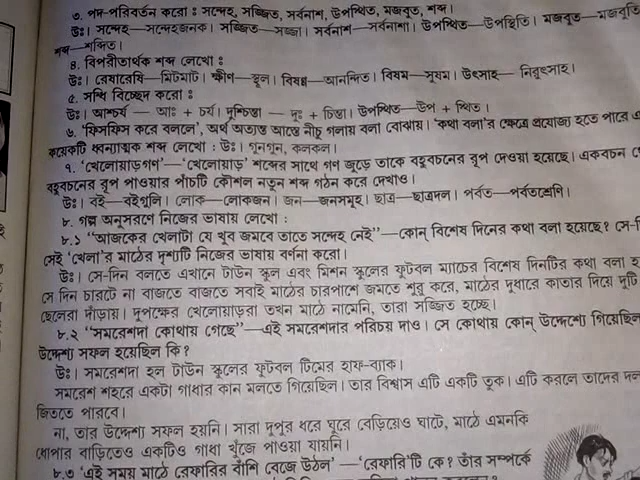 ৩. পদ-পরিবর্তন করো : সন্দেহ, সজ্জিত, সর্বনাশ, উপস্থিত, মজবুত, শব্দ।
উঃ। সন্দেহ—সন্দেহজনক। সজ্জিত—সজ্জা। সর্বনাশ—সর্বনাশা। উপস্থিত—উপস্থিতি। মজবুত—মজবুতি
শব্দ—শব্দিত।
৪. বিপরীতার্থক শব্দ লেখো :
উঃ। রেষারেষি—মিটমাট। ক্ষীণ—স্থূল। বিষণ্ণ—আনন্দিত। বিষম—সুষম। উৎসাহ— নিরুৎসাহ।
৫. সন্ধি বিচ্ছেদ করো :
উঃ। আশ্চর্য — আঃ + চর্য। দুশ্চিন্তা — দুঃ + চিন্তা। উপস্থিত—উপ + স্থিত।
৬. 'ফিসফিস করে বললে', অর্থ অত্যন্ত আস্তে নীচু গলায় বলা বোঝায়। 'কথা বলা'র ক্ষেত্রে প্রযোজ্য হতে পারে এ
কয়েকটি ধ্বন্যাত্মক শব্দ লেখো : উঃ। গুনগুন, কলকল।
৭. 'খেলোয়াড়গণ'—'খেলোয়াড়' শব্দের সাথে গণ জুড়ে তাকে বহুবচনের রূপ দেওয়া হয়েছে। একবচন
বহুবচনের রূপ পাওয়ার পাঁচটি কৌশল নতুন শব্দ গঠন করে দেখাও।
উঃ। বই—বইগুলি। লোক—লোকজন। জন—জনসমূহ। ছাত্র—ছাত্রদল। পর্বত—পর্বতশ্রেণি।
৮. গল্প অনুসরণে নিজের ভাষায় লেখো :
৮.১ "আজকের খেলাটা যে খুব জমবে তাতে সন্দেহ নেই"—কোন্ বিশেষ দিনের কথা বলা হয়েছে? সে-দি
সেই 'খেলা'র মাঠের দৃশ্যটি নিজের ভাষায় বর্ণনা করো।
উঃ। সে-দিন বলতে এখানে টাউন স্কুল এবং মিশন স্কুলের ফুটবল ম্যাচের বিশেষ দিনটির কথা বলা হ
সে দিন চারটে না বাজতে বাজতে সবাই মাঠের চারপাশে জমতে শুরু করে, মাঠের দুধারে কাতার দিয়ে দুটি
ছেলেরা দাঁড়ায়। দুপক্ষের খেলোয়াড়রা তখন মাঠে নামেনি, তারা সজ্জিত হচ্ছে।
৮.২ "সমরেশদা কোথায় গেছে"—এই সমরেশদার পরিচয় দাও। সে কোথায় কোন্ উদ্দেশ্যে গিয়েছিল
উদ্দেশ্য সফল হয়েছিল কি?
উঃ। সমরেশদা হল টাউন স্কুলের ফুটবল টিমের হাফ-ব্যাক।
সমরেশ শহরে একটা গাধার কান মলতে গিয়েছিল। তার বিশ্বাস এটি একটি তুক। এটি করলে তাদের দল
জিততে পারবে।
না, তার উদ্দেশ্য সফল হয়নি। সারা দুপুর ধরে ঘুরে বেড়িয়েও ঘাটে, মাঠে এমনকি
ধোপার বাড়িতেও একটিও গাধা খুঁজে পাওয়া যায়নি।
৮.৩ 'এই সময় মাঠে রেফারির বাঁশি বেজে উঠল' —'রেফারি'টি কে? তাঁর সম্পর্কে